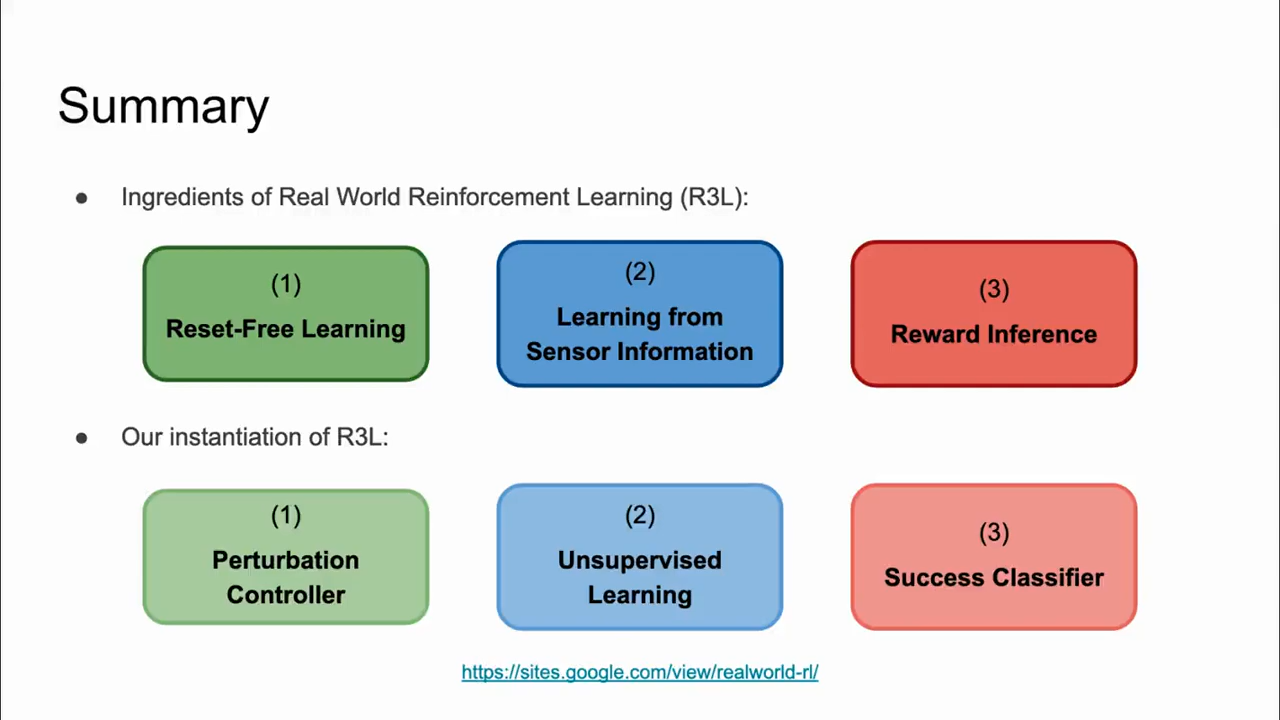 Summary
● Ingredients of Real World Reinforcement Learning (R3L):
(1)
Reset-Free Learning
(2)
Learning from
Sensor Information
(3)
Reward Inference
● Our instantiation of R3L:
(1)
Perturbation
Controller
(2)
Unsupervised
Learning
(3)
Success Classifier
https://sites.google.com/view/realworld-rl/